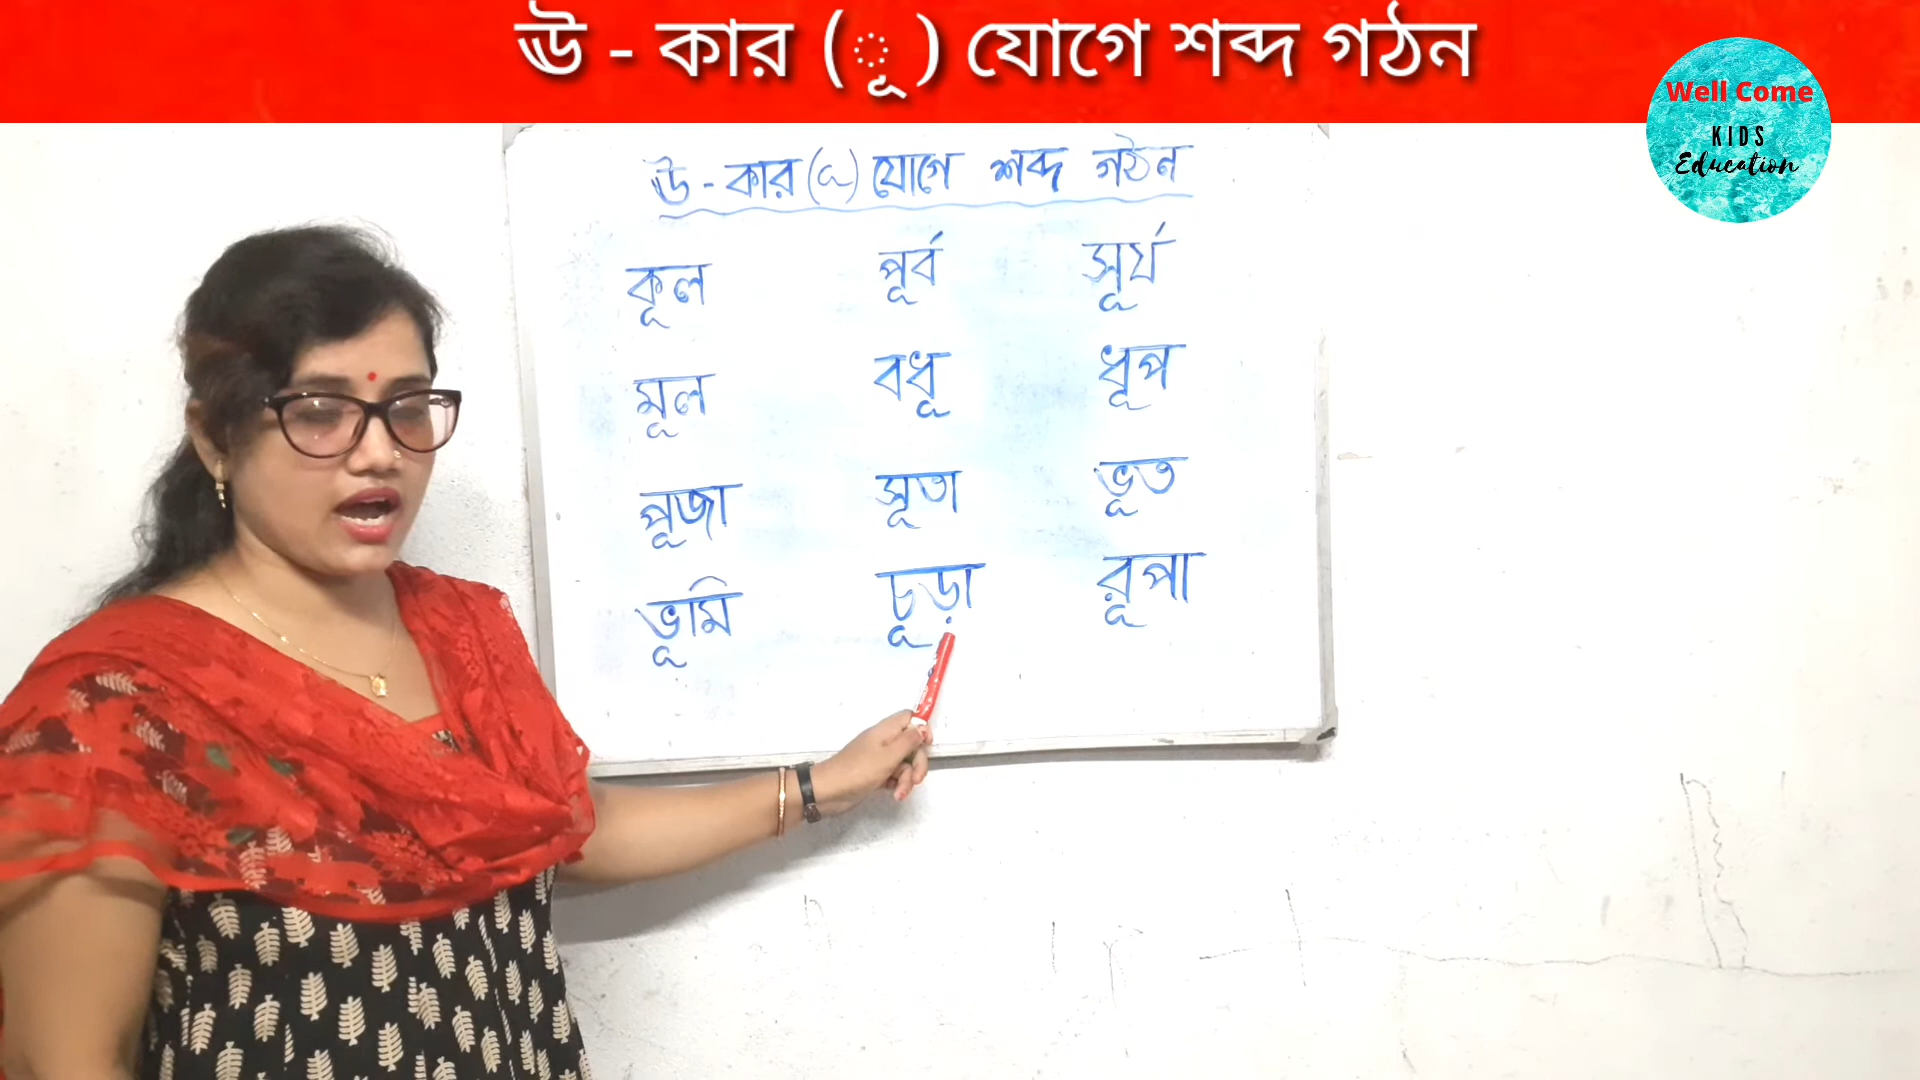 ঊ - কার ( ূ ) যোগে শব্দ গঠন
Well Come
KIDS
Education
ঊ - কার ( ূ ) যোগে শব্দ গঠন
কূল পূর্ব সূর্য
মূল বধূ ধূপ
পূজা সূতা ভূত
ভূমি চূড়া রূপা